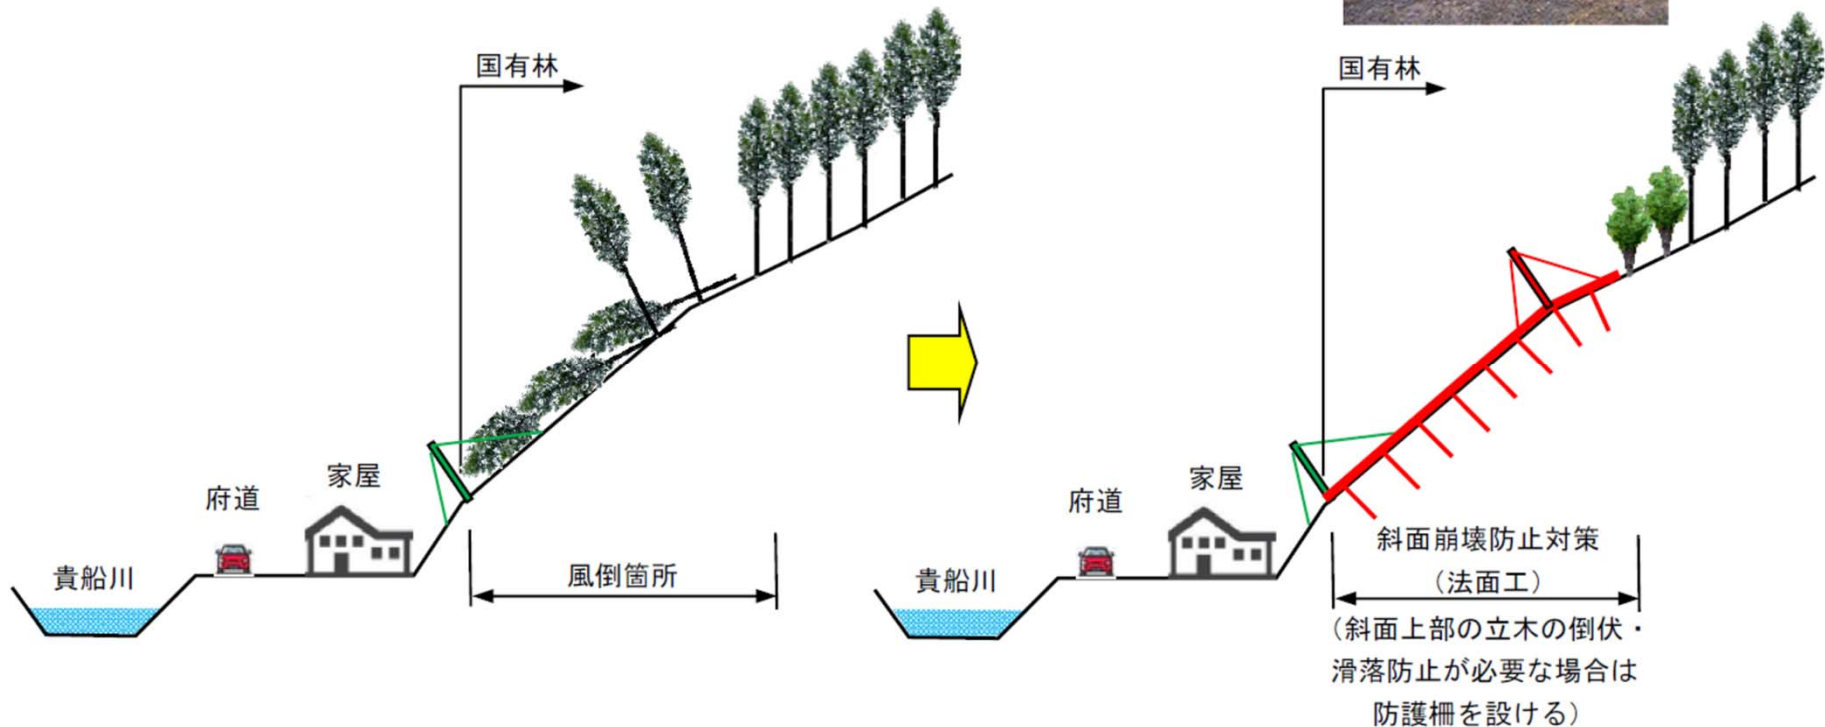 国有林
家屋
府道
貴船川
風倒箇所
国有林
家屋
府道
貴船川
斜面崩壊防止対策
（法面工）
（斜面上部の立木の倒伏・
滑落防止が必要な場合は
防護柵を設ける）